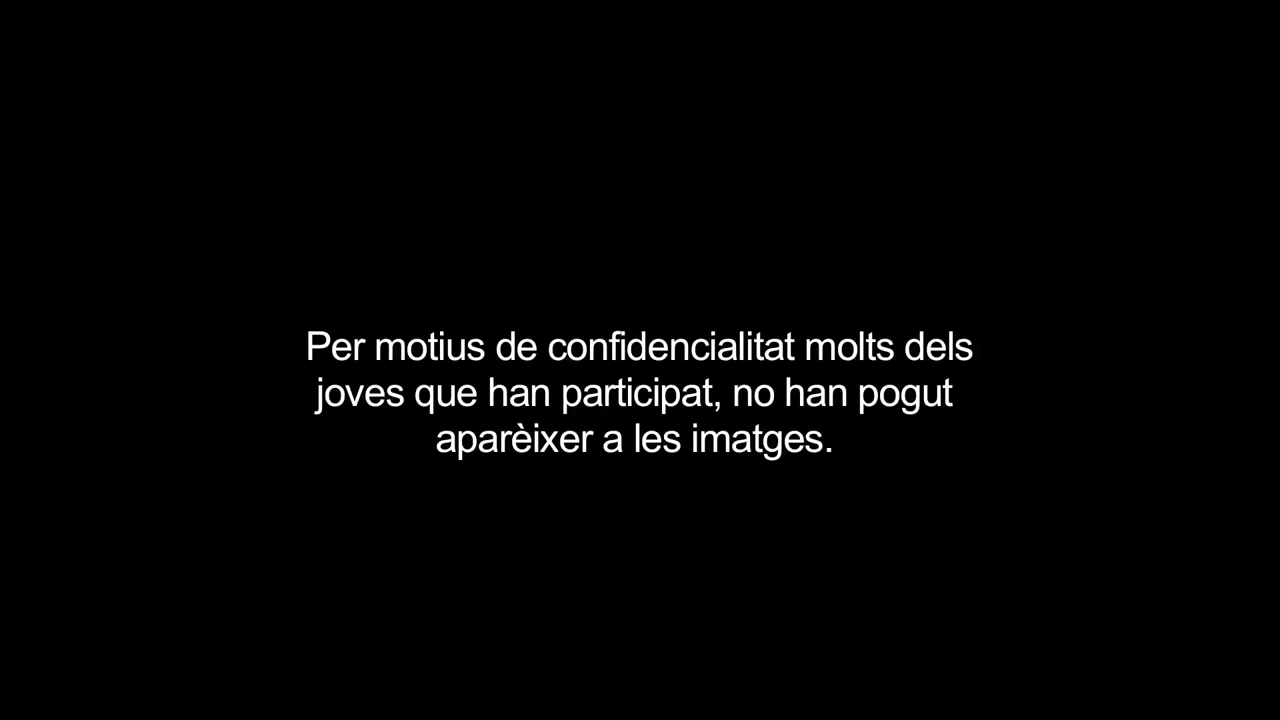 Per motius de confidencialitat molts dels
joves que han participat, no han pogut
aparèixer a les imatges.